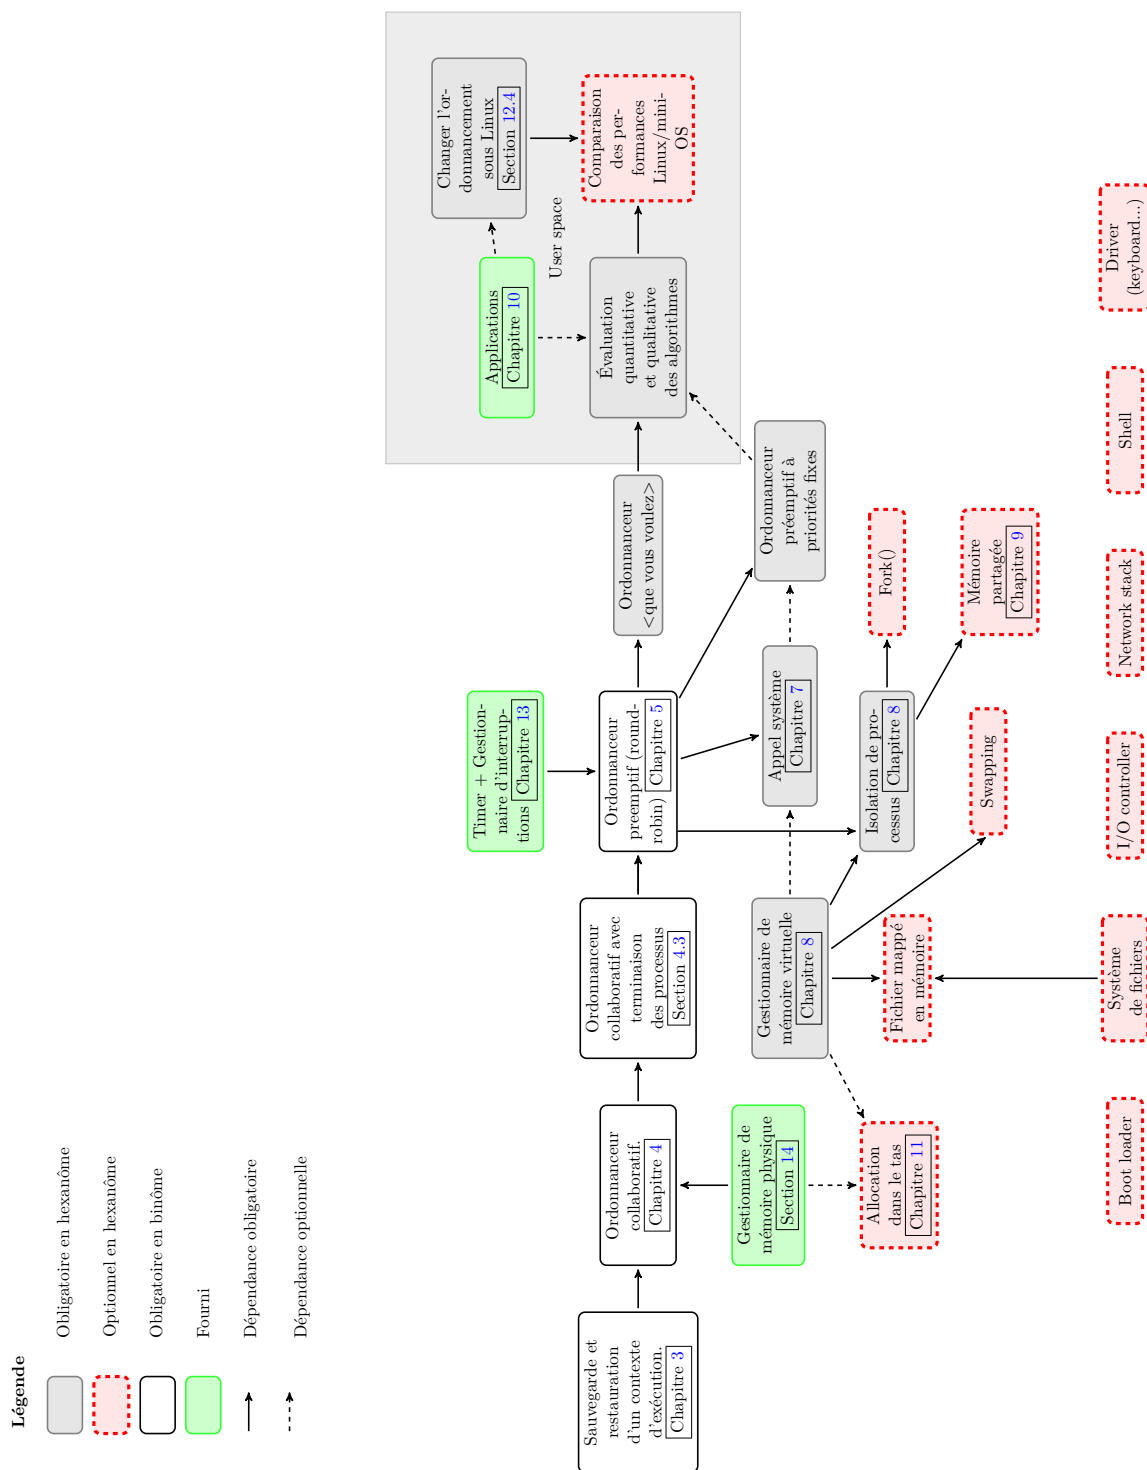 Légende
Obligatoire en hexanôme
Optionnel en hexanôme
Obligatoire en binôme
Fourni
Dépendance obligatoire
Dépendance optionnelle
Sauvegarde et
restauration
d'un contexte
d'exécution.
Chapitre 3
Ordonnanceur
collaboratif.
Chapitre 4
Ordonnanceur
collaboratif avec
terminaison
des processus
Section 4.3
Timer + Gestion-
naire d'interrup-
tions Chapitre 13
Ordonnanceur
preemptif (round-
robin) Chapitre 5
Ordonnanceur
<que vous voulez>
Applications
Chapitre 10
User space
Évaluation
quantitative
et qualitative
des algorithmes
Changer l'or-
donnancement
sous Linux
Section 12.4
Comparaison
des per-
formances
Linux/mini-
OS
Gestionnaire de
mémoire physique
Section 14
Gestionnaire de
mémoire virtuelle
Chapitre 8
Appel système
Chapitre 7
Ordonnanceur
préemptif à
priorités fixes
Allocation
dans le tas
Chapitre 11
Fichier mappé
en mémoire
Isolation de pro-
cessus Chapitre 8
Fork()
Swapping
Mémoire
partagée
Chapitre 9
Boot loader
Système
de fichiers
I/O controller
Network stack
Shell
Driver
(keyboard...)